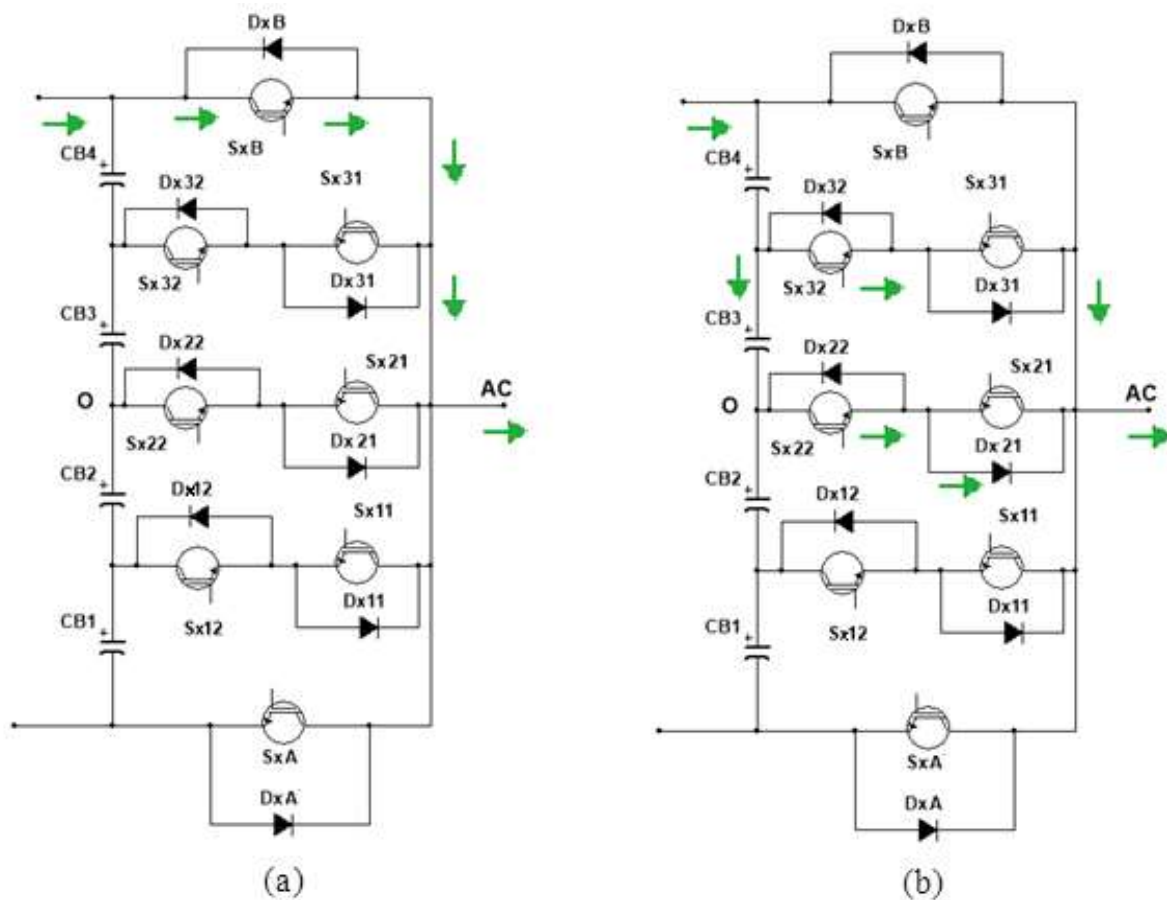 DxB
SxB
CB4 +
Dx32
Sx31
Sx32
Dx31
CB3 +
Dx22
Sx21
O
AC
Sx22
Dx21
CB2 +
Dx12
Sx11
Dx11
CB1 +
Sx12
SxA
DxA
(a)
DxB
SxB
CB4 +
Dx32
Sx31
Sx32
Dx31
CB3 +
Dx22
Sx21
O
AC
Sx22
Dx21
CB2 +
Dx12
Sx11
Dx11
CB1 +
Sx12
SxA
DxA
(b)